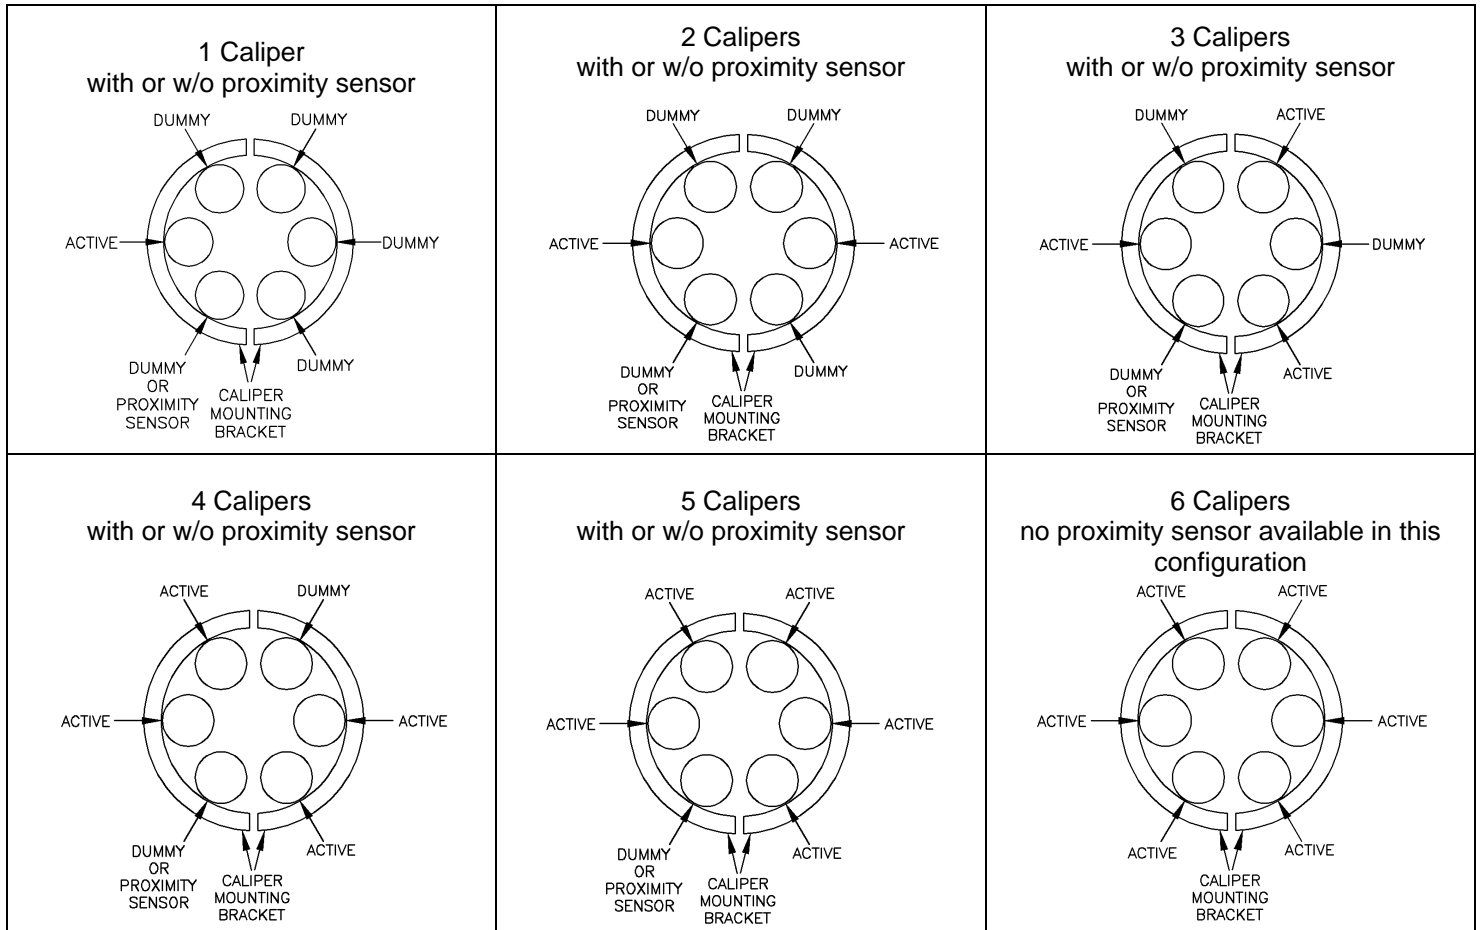 1 Caliper
with or w/o proximity sensor
DUMMY
DUMMY
ACTIVE
DUMMY
DUMMY
OR
PROXIMITY
SENSOR
CALIPER
MOUNTING
BRACKET
DUMMY
2 Calipers
with or w/o proximity sensor
DUMMY
DUMMY
ACTIVE
ACTIVE
DUMMY
OR
PROXIMITY
SENSOR
CALIPER
MOUNTING
BRACKET
DUMMY
3 Calipers
with or w/o proximity sensor
DUMMY
ACTIVE
ACTIVE
DUMMY
DUMMY
OR
PROXIMITY
SENSOR
CALIPER
MOUNTING
BRACKET
ACTIVE
4 Calipers
with or w/o proximity sensor
ACTIVE
DUMMY
ACTIVE
ACTIVE
DUMMY
OR
PROXIMITY
SENSOR
CALIPER
MOUNTING
BRACKET
ACTIVE
5 Calipers
with or w/o proximity sensor
ACTIVE
ACTIVE
ACTIVE
ACTIVE
DUMMY
OR
PROXIMITY
SENSOR
CALIPER
MOUNTING
BRACKET
ACTIVE
6 Calipers
no proximity sensor available in this
configuration
ACTIVE
ACTIVE
ACTIVE
ACTIVE
ACTIVE
CALIPER
MOUNTING
BRACKET
ACTIVE